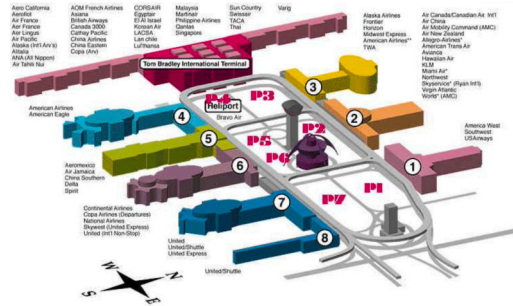 Aero California
Aeroflot
Air France
Aer France
Aer Lingus
Air Pacific
Alaska (Int'l Arv's)
Alitalia
ANA (All Nippon)
Air Tahiti Nui
AOM French Airlines
Asiana
British Airways
Canada 3000
Cathay Pacific
China Airlines
China Eastern
Copa (Arv)
CORSAIR
Egyptair
El Al Israel
Korean Air
LACSA
Lan chile
Lufthansa
Malaysia
Martinair
Philippine Airlines
Qantas
Singapore
Sun Country
Swissair
TACA
Thai
Varig
Alaska Airlines
Frontier
Horizon
Midwest Express
American Airlines**
TWA
Air Canada/Canadian Air Int'l
Air China
Air Mobility Command (AMC)
Air New Zealand
Allegro Airlines*
American Trans Air
Avianca
Hawaiian Air
KLM
Miami Air*
Northwest
Skyservice* (Ryan Int'l)
Virgin Atlantic
World* (AMC)
Tom Bradley International Terminal
P4
P3
3
Heliport
Bravo Air
American Airlines
American Eagle
4
2
P2
5
P5
America West
Southwest
USAirways
P6
6
1
Aeromexico
Air Jamaica
China Southern
Delta
Spirit
P1
P7
7
Continental Airlines
Copa Airlines (Departures)
National Airlines
Skywest (United Express)
United (Int'l Non-Stop)
8
United
United/Shuttle
United Express
United/Shuttle
N
W
E
S